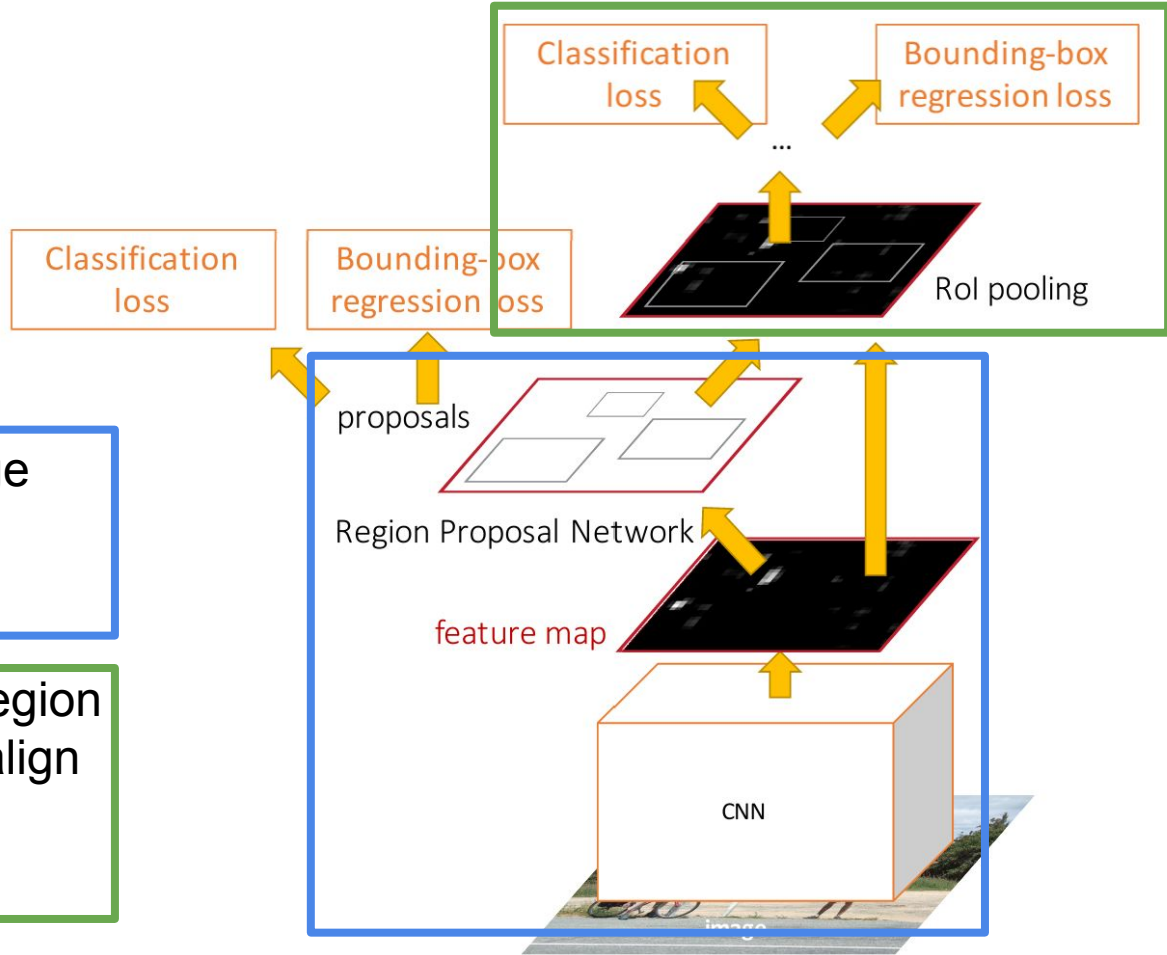 Classification
loss
Bounding-box
regression loss
...
Classification
loss
Bounding-box
regression loss
RoI pooling
proposals
Region Proposal Network
feature map
CNN
image
align